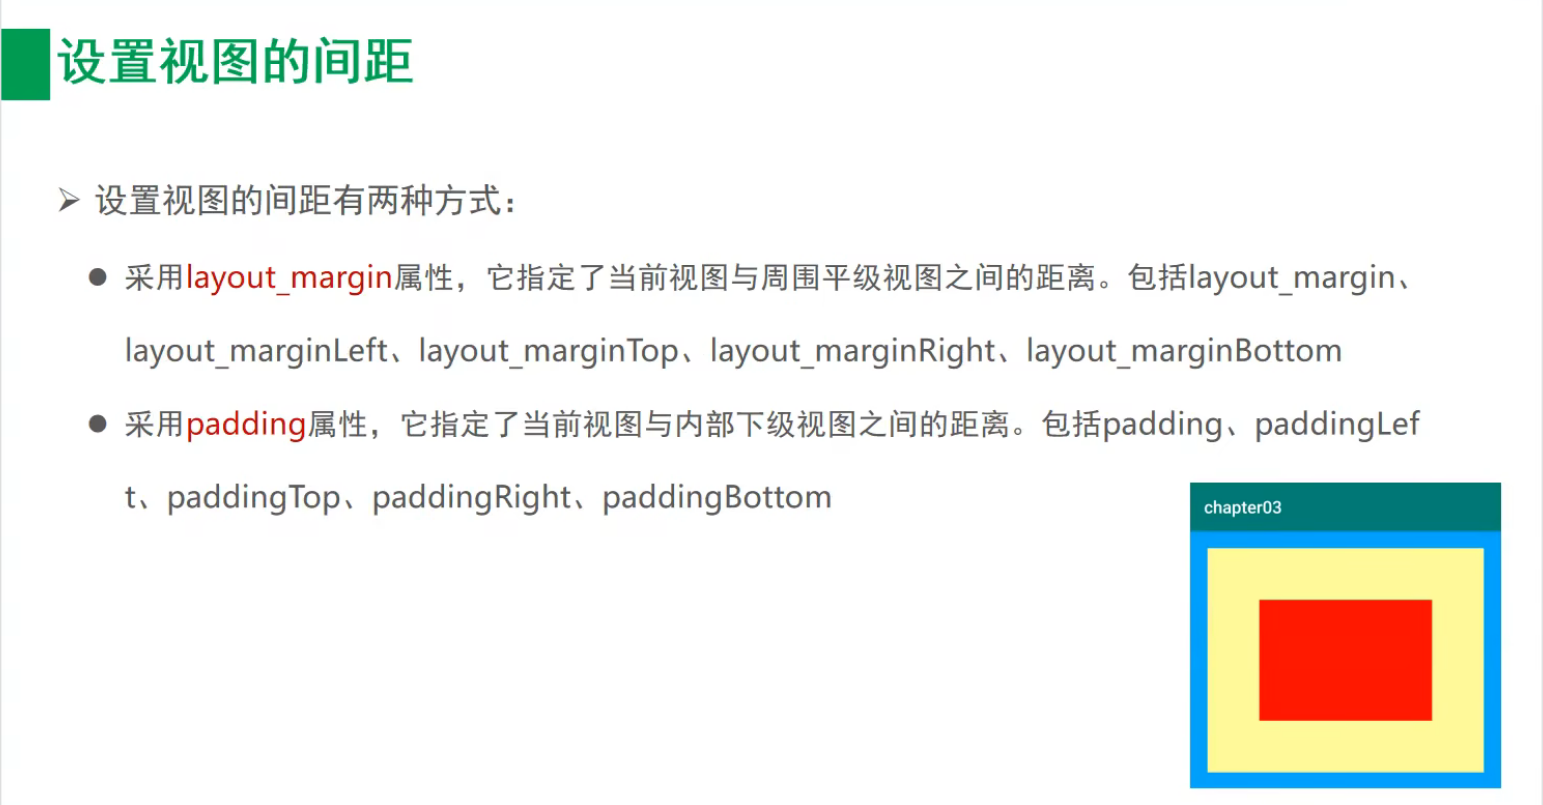 设置视图的间距
设置视图的间距有两种方式：
采用layout_margin属性，它指定了当前视图与周围平级视图之间的距离。包括layout_margin、
layout_marginLeft、layout_marginTop、layout_marginRight、layout_marginBottom
采用padding属性，它指定了当前视图与内部下级视图之间的距离。包括padding、paddingLef
t、paddingTop、paddingRight、paddingBottom
chapter03